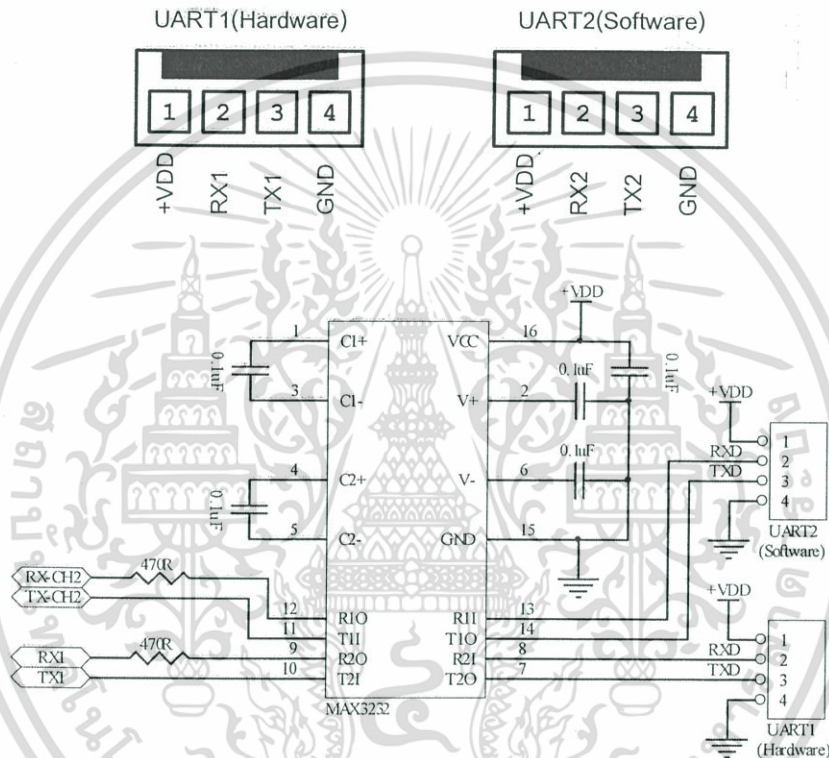 UART1(Hardware)
UART2(Software)
1 2 3 4
1 2 3 4
+VDD RX1 TX1 GND
+VDD RX2 TX2 GND
+VDD
1
C1+
VCC
16
0.1uF
0.1uF
0.1uF
3
C1-
V+
2
+VDD
4
C2+
V-
6
0.1uF
0.1uF
5
C2-
GND
15
RXD
TXD
1
2
3
4
UART2
(Software)
RX-CH2
470R
12
R1O
R1I
13
TX-CH2
11
T1I
T1O
14
RX1
470R
9
R2O
R2I
8
RXD
TX1
10
T2I
T2O
7
TXD
+VDD
1
2
3
4
MAX3232
UART1
(Hardware)